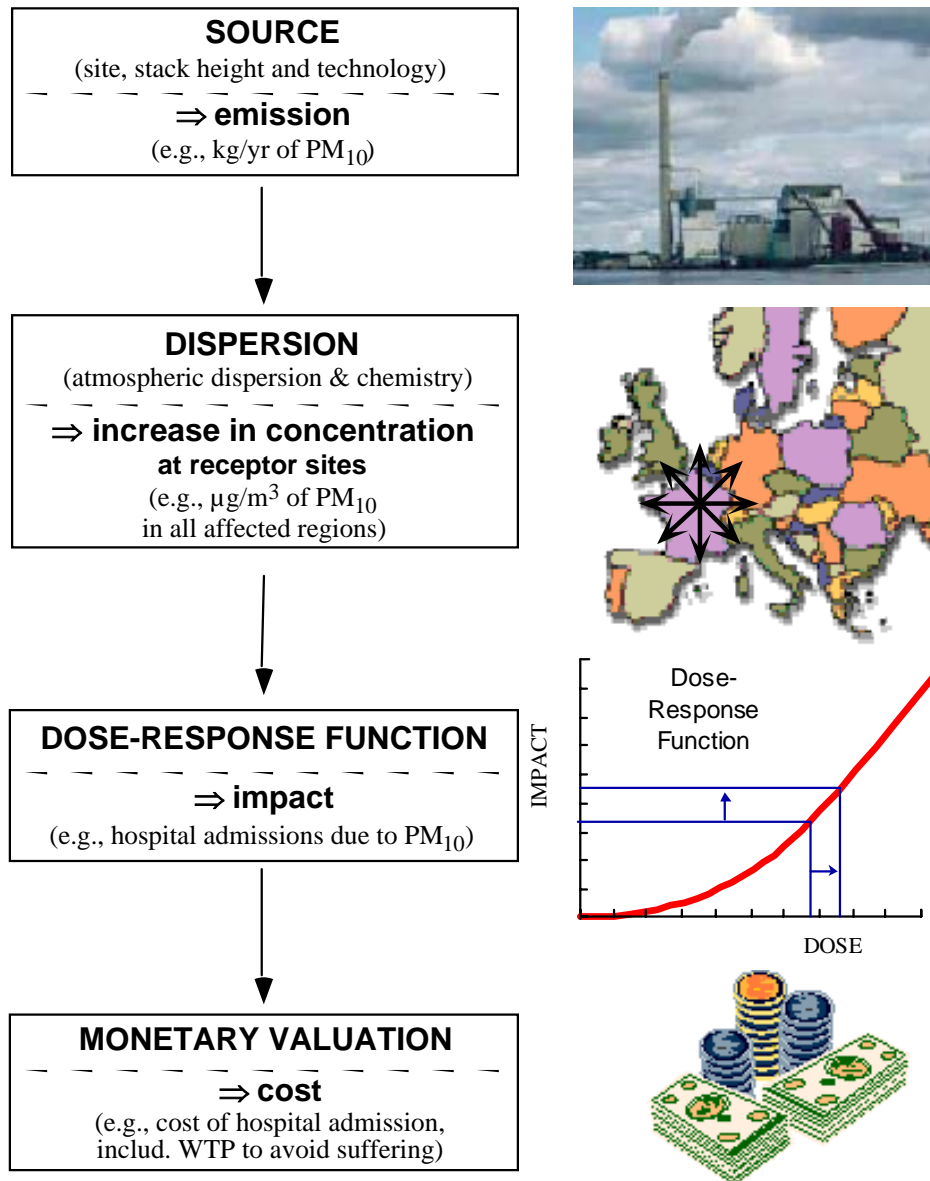 SOURCE
(site, stack height and technology)
⇒ emission
(e.g., kg/yr of PM10)
DISPERSION
(atmospheric dispersion & chemistry)
⇒ increase in concentration
at receptor sites
(e.g., µg/m3 of PM10
in all affected regions)
DOSE-RESPONSE FUNCTION
⇒ impact
(e.g., hospital admissions due to PM10)
MONETARY VALUATION
⇒ cost
(e.g., cost of hospital admission,
includ. WTP to avoid suffering)
Dose-
Response
Function
IMPACT
DOSE